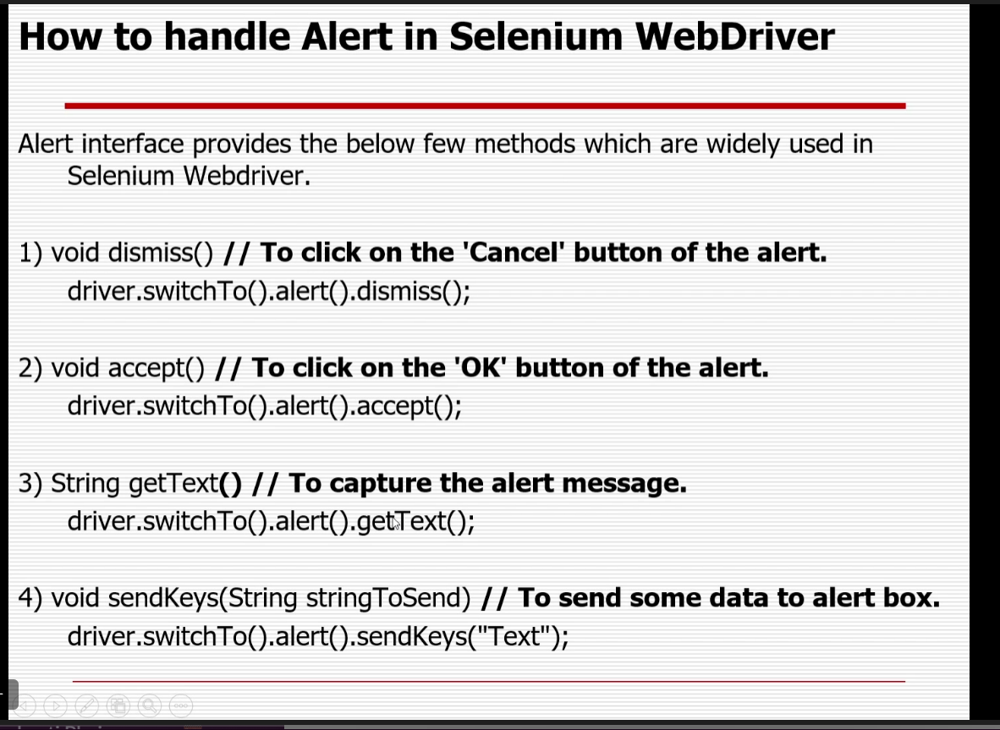 How to handle Alert in Selenium WebDriver
Alert interface provides the below few methods which are widely used in
Selenium Webdriver.
1) void dismiss() // To click on the 'Cancel' button of the alert.
driver.switchTo().alert().dismiss();
2) void accept() // To click on the 'OK' button of the alert.
driver.switchTo().alert().accept();
3) String getText() // To capture the alert message.
driver.switchTo().alert().getText();
4) void sendKeys(String stringToSend) // To send some data to alert box.
driver.switchTo().alert().sendKeys("Text");